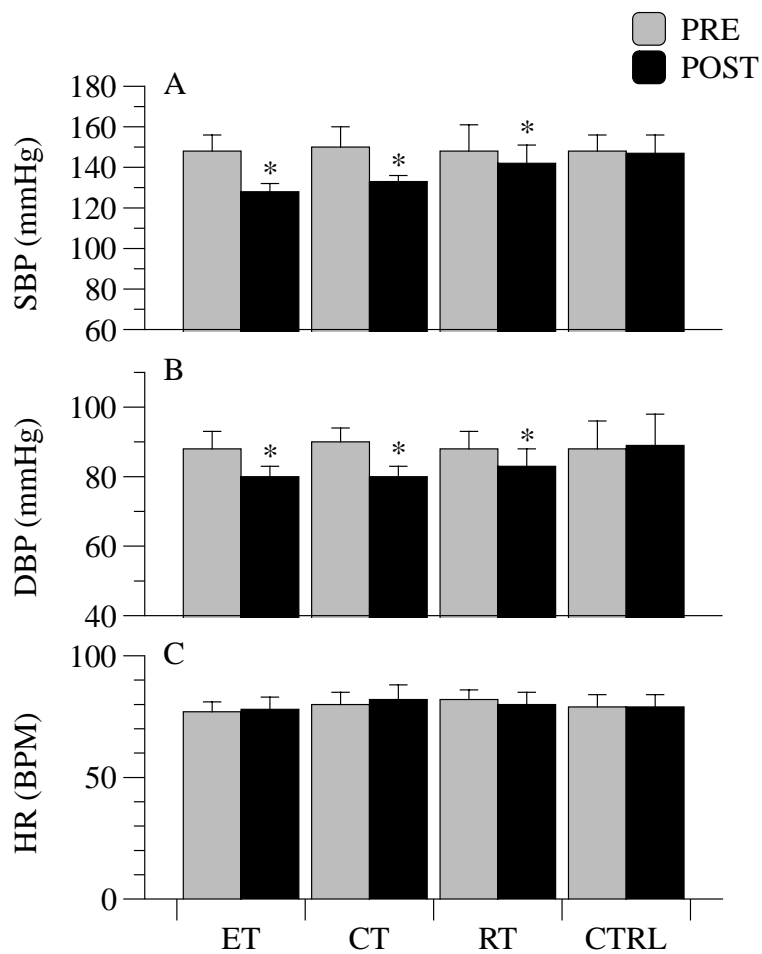 PRE
POST
A
180
160
140
120
100
80
60
SBP (mmHg)
* * *
B
100
80
60
40
DBP (mmHg)
* * *
C
100
50
0
HR (BPM)
ET CT RT CTRL